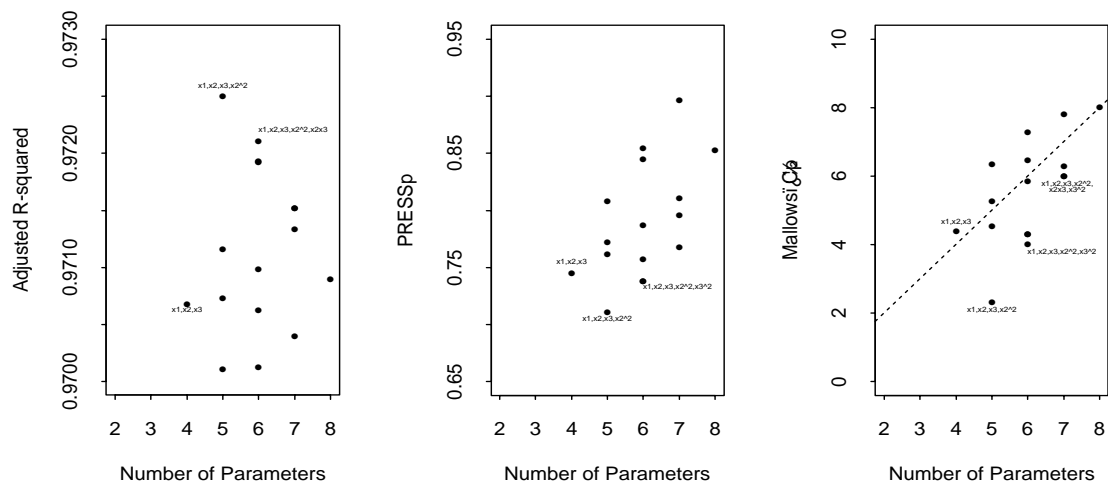 Adjusted R-squared
0.9730
0.9720
0.9710
0.9700
x1,x2,x3,x2^2
x1,x2,x3,x2^2,x2x3
x1,x2,x3
2 3 4 5 6 7 8
Number of Parameters
PRESSp
0.95
0.85
0.75
0.65
x1,x2,x3
x1,x2,x3,x2^2,x3^2
x1,x2,x3,x2^2
2 3 4 5 6 7 8
Number of Parameters
10
8
6
4
2
0
x1,x2,x3,x2^2,
x2x3,x3^2
x1,x2,x3
x1,x2,x3,x2^2,x3^2
x1,x2,x3,x2^2
2 3 4 5 6 7 8
Number of Parameters